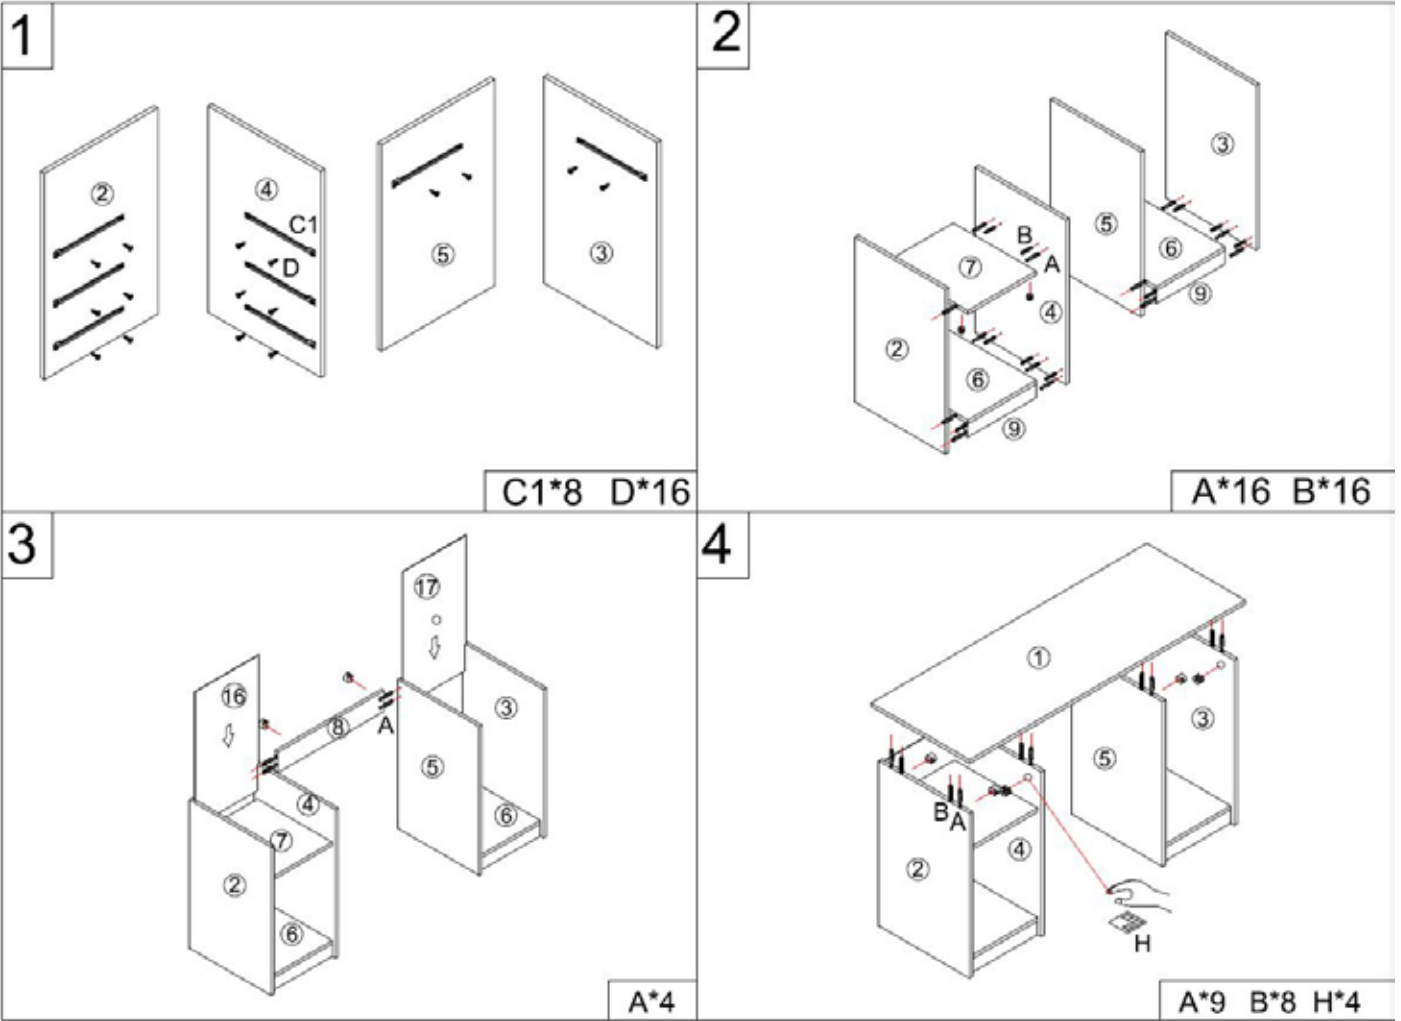 1
②
④
C1
D
⑤
③
C1*8 D*16
2
③
⑤
⑥
⑨
B
A
⑦
④
②
⑥
⑨
A*16 B*16
3
⑰
⑯
⑧
A
③
⑤
④
⑥
⑦
②
⑥
A*4
4
①
③
⑤
B
A
②
④
H
A*9 B*8 H*4